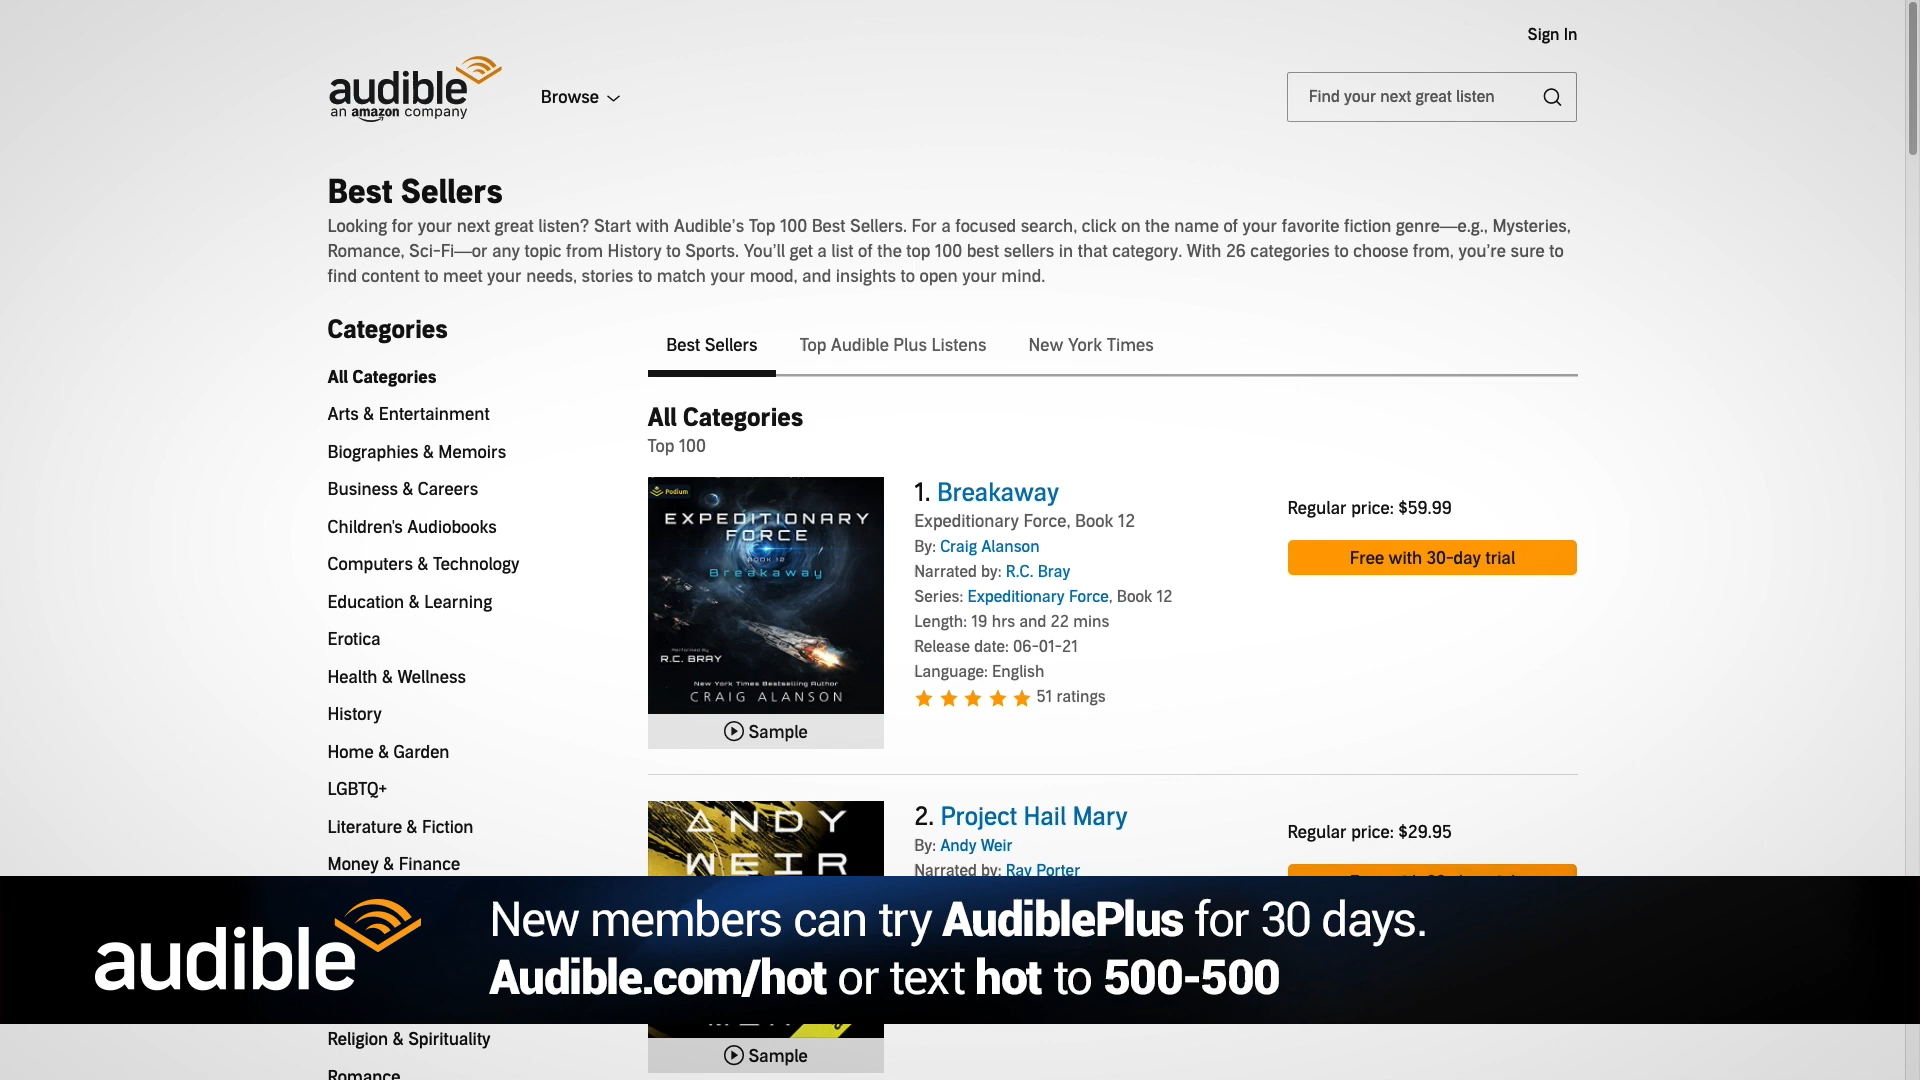 Sign In
audible
an amazon company
Browse
Find your next great listen
Best Sellers
Looking for your next great listen? Start with Audible’s Top 100 Best Sellers. For a focused search, click on the name of your favorite fiction genre—e.g., Mysteries,
Romance, Sci-Fi—or any topic from History to Sports. You’ll get a list of the top 100 best sellers in that category. With 26 categories to choose from, you’re sure to
find content to meet your needs, stories to match your mood, and insights to open your mind.
Categories
All Categories
Arts & Entertainment
Biographies & Memoirs
Business & Careers
Children's Audiobooks
Computers & Technology
Education & Learning
Erotica
Health & Wellness
History
Home & Garden
LGBTQ+
Literature & Fiction
Money & Finance
Religion & Spirituality
Romance
Best Sellers
Top Audible Plus Listens
New York Times
All Categories
Top 100
Podium
EXPEDITIONARY
FORCE
BOOK 12
Breakaway
Performed By
R.C. BRAY
New York Times Bestselling Author
CRAIG ALANSON
Sample
1. Breakaway
Expeditionary Force, Book 12
By: Craig Alanson
Narrated by: R.C. Bray
Series: Expeditionary Force, Book 12
Length: 19 hrs and 22 mins
Release date: 06-01-21
Language: English
51 ratings
Regular price: $59.99
Free with 30-day trial
ANDY
WEIR
Sample
2. Project Hail Mary
By: Andy Weir
Narrated by: Ray Porter
Regular price: $29.95
audible
New members can try AudiblePlus for 30 days.
Audible.com/hot or text hot to 500-500